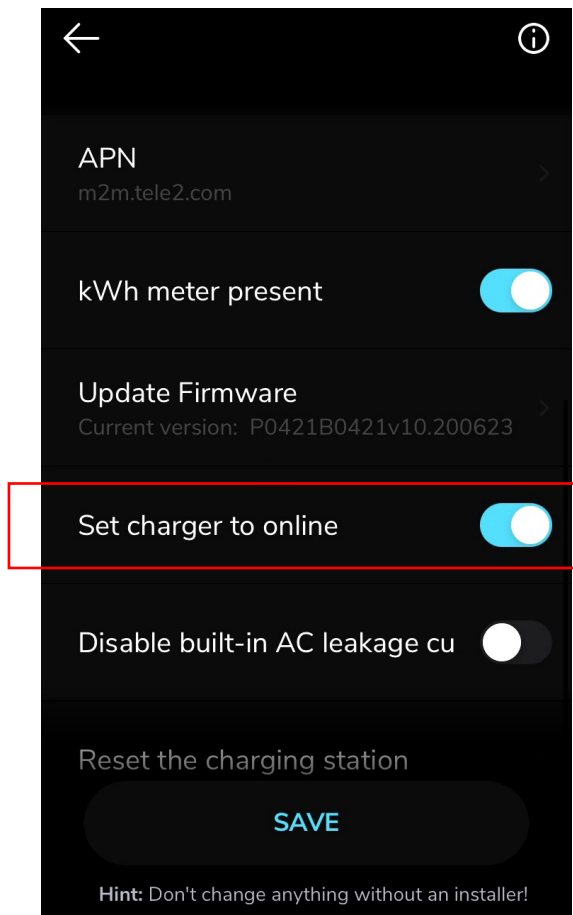 APN
m2m.tele2.com
kWh meter present
Update Firmware
Current version: P0421B0421v10.200623
Set charger to online
Disable built-in AC leakage cu
Reset the charging station
SAVE
Hint: Don't change anything without an installer!